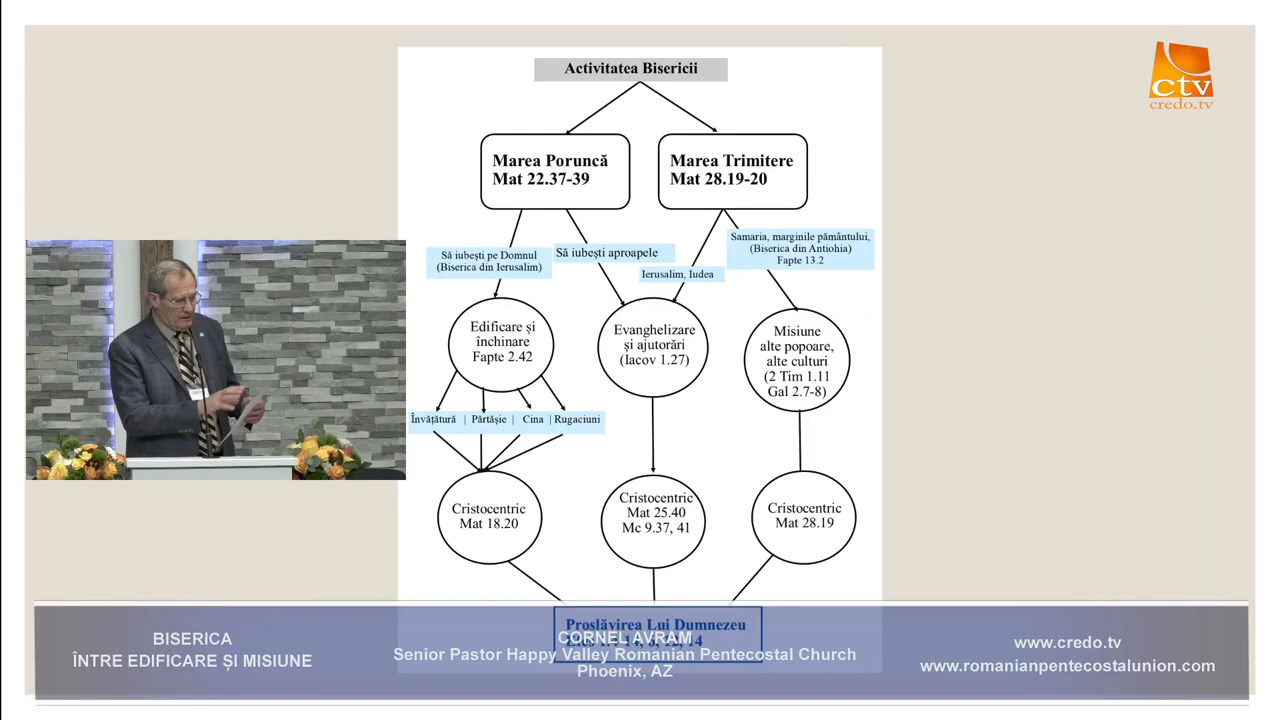 ctv
credo.tv
Activitatea Bisericii
Marea Poruncă
Mat 22.37-39
Marea Trimitere
Mat 28.19-20
Să iubești pe Domnul
(Biserica din Ierusalim)
Să iubești aproapele
Ierusalim, Iudea
Samaria, marginile pământului,
(Biserica din Antiohia)
Fapte 13.2
Edificare și
închinare
Fapte 2.42
Evanghelizare
și ajutorări
(Iacov 1.27)
Misiune
alte popoare,
alte culturi
(2 Tim 1.11
Gal 2.7-8)
Învățătură | Părtășie | Cina | Rugaciuni
Cristocentric
Mat 18.20
Cristocentric
Mat 25.40
Mc 9.37, 41
Cristocentric
Mat 28.19
Proslăvirea Lui Dumnezeu
BISERICA
ÎNTRE EDIFICARE ȘI MISIUNE
CORNEL AVRAM
Senior Pastor Happy Valley Romanian Pentecostal Church
Phoenix, AZ
www.credo.tv
www.romanianpentecostalunion.com